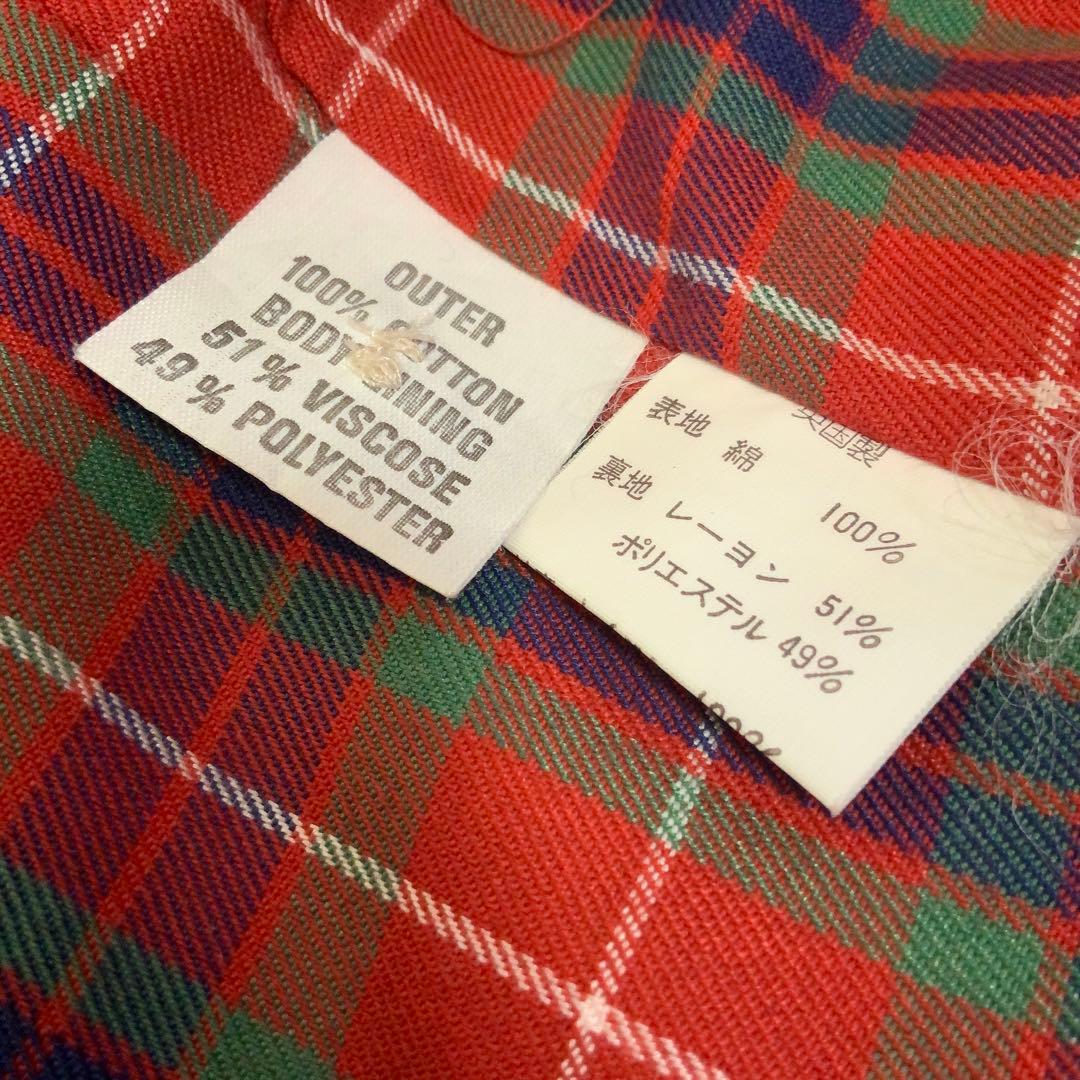 OUTER
100% COTTON
BODY LINING
51% VISCOSE
49% POLYESTER
英国製
表地 綿 100%
裏地 レーヨン 51%
ポリエステル 49%
100%